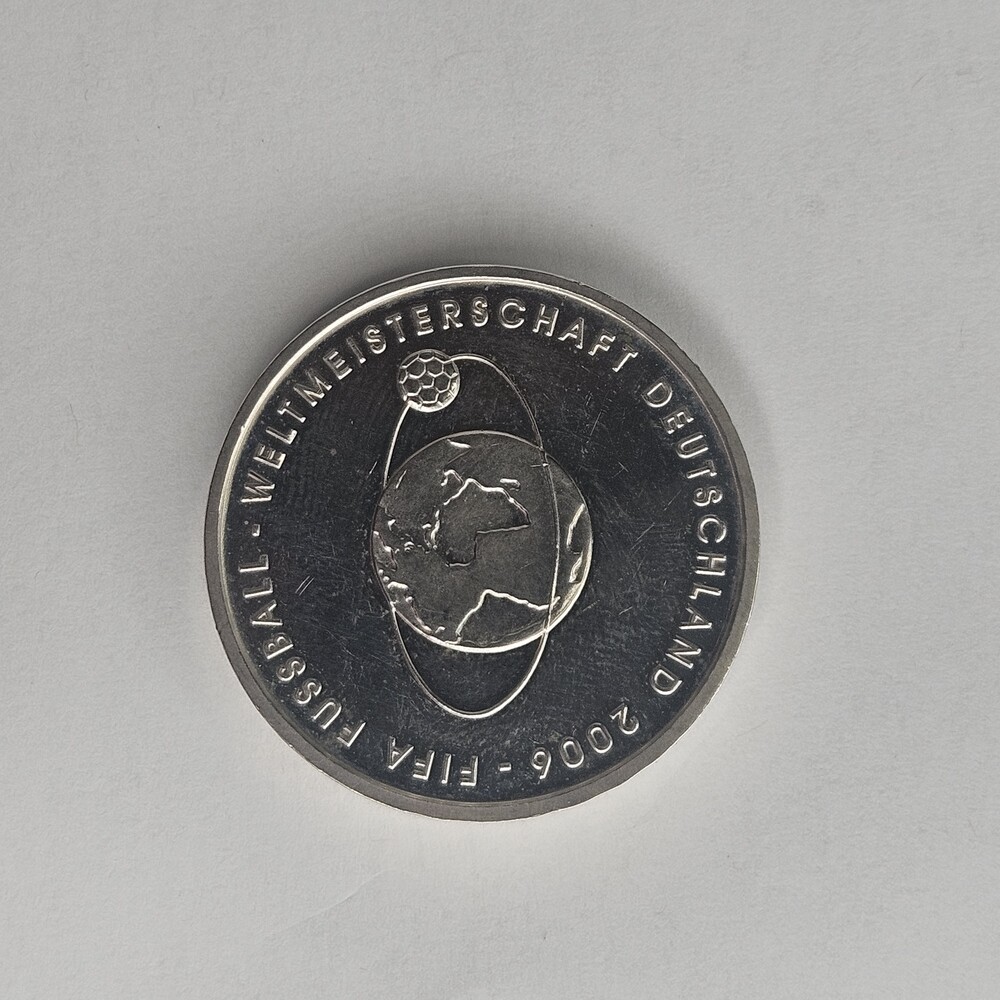 FIFA FUSSBALL - WELTMEISTERSCHAFT DEUTSCHLAND 2006 -